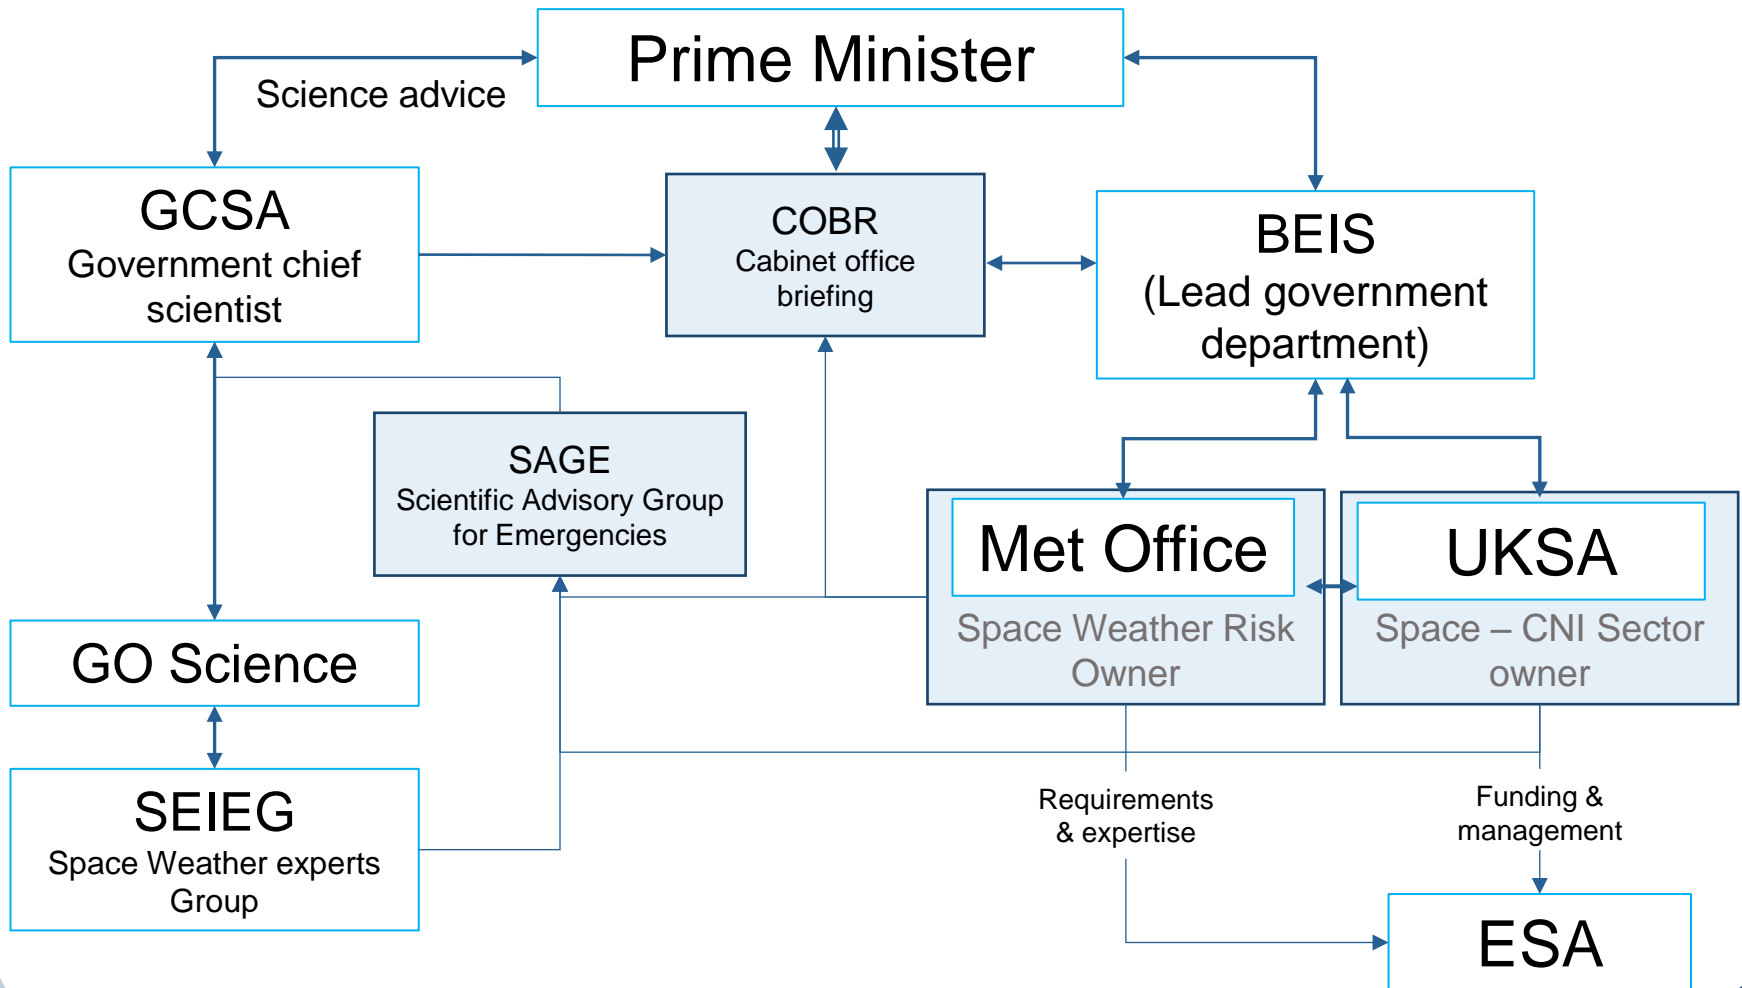 Prime Minister
Science advice
GCSA
Government chief
scientist
COBR
Cabinet office
briefing
BEIS
(Lead government
department)
SAGE
Scientific Advisory Group
for Emergencies
Met Office
Space Weather Risk
Owner
UKSA
Space – CNI Sector
owner
GO Science
SEIEG
Space Weather experts
Group
Requirements
& expertise
Funding &
management
ESA